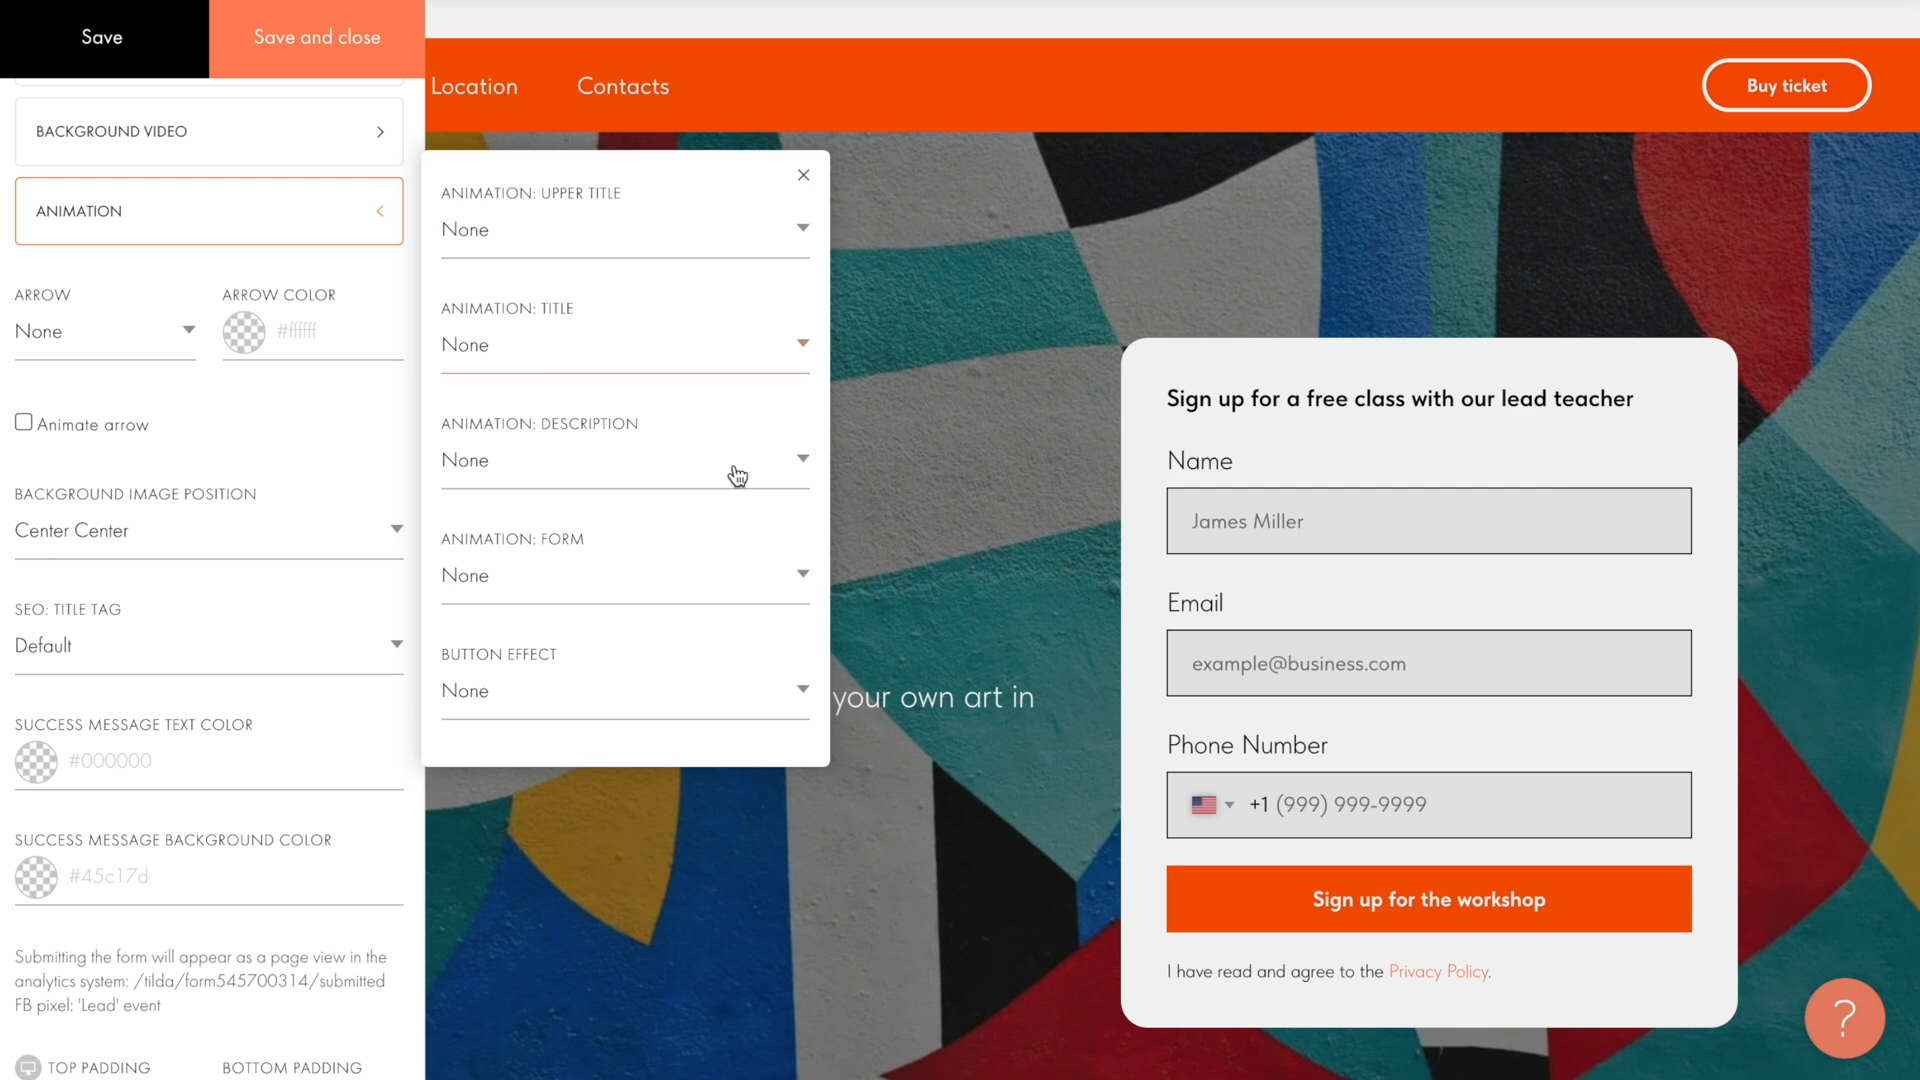 Save
Save and close
Location
Contacts
Buy ticket
BACKGROUND VIDEO
ANIMATION
ARROW
None
ARROW COLOR
#ffffff
Animate arrow
BACKGROUND IMAGE POSITION
Center Center
SEO: TITLE TAG
Default
SUCCESS MESSAGE TEXT COLOR
#000000
SUCCESS MESSAGE BACKGROUND COLOR
#45c17d
Submitting the form will appear as a page view in the
analytics system: /tilda/form545700314/submitted
FB pixel: 'Lead' event
TOP PADDING
BOTTOM PADDING
ANIMATION: UPPER TITLE
None
ANIMATION: TITLE
None
ANIMATION: DESCRIPTION
None
ANIMATION: FORM
None
BUTTON EFFECT
None
your own art in
Sign up for a free class with our lead teacher
Name
James Miller
Email
example@business.com
Phone Number
+1 (999) 999-9999
Sign up for the workshop
I have read and agree to the Privacy Policy.
?